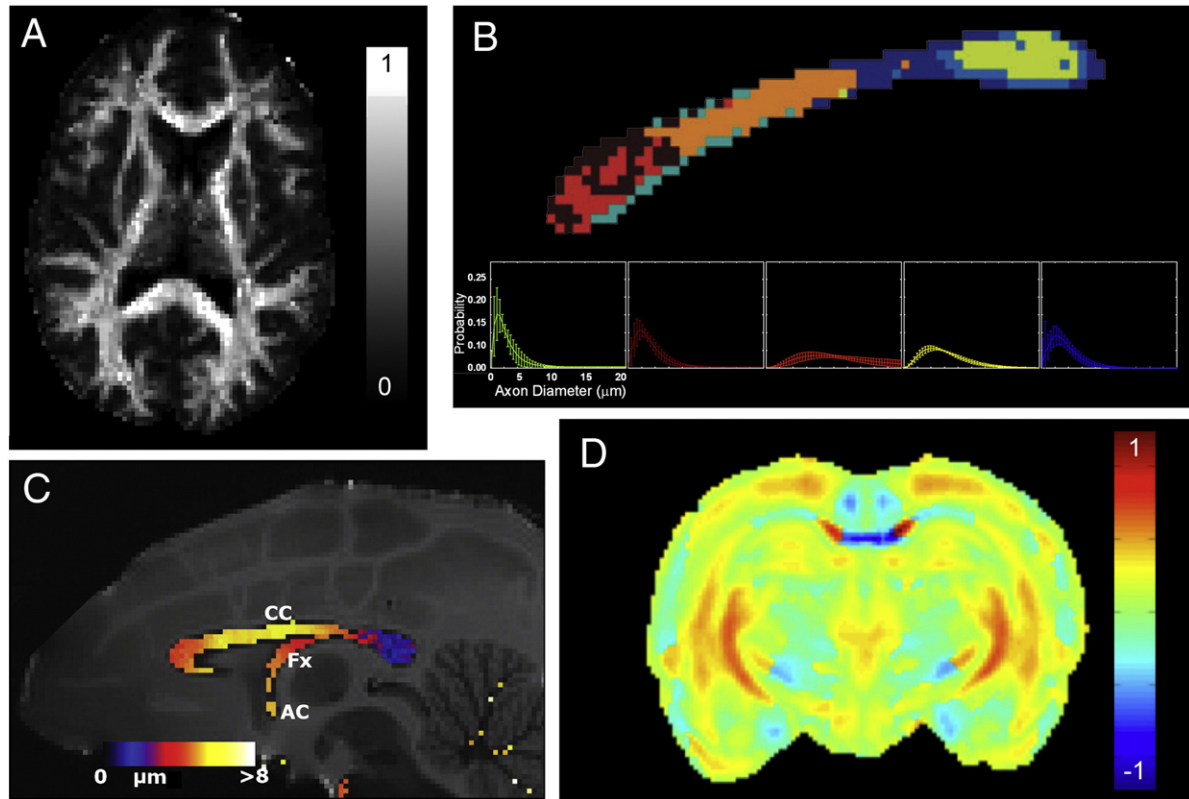 A
1
0
B
0.25
0.20
0.15
0.10
0.05
0.00
Probability
0 5 10 15 20
Axon Diameter (μm)
C
CC
Fx
AC
0 μm >8
D
1
-1